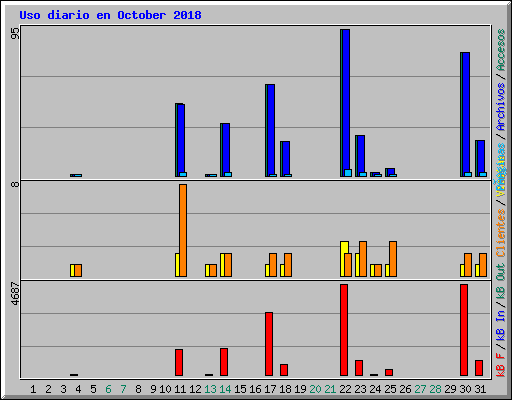 Uso diario en October 2018
95
8
4687
kB F / kB In / kB Out Clientes / / Archivos / Accesos
1 2 3 4 5 6 7 8 9 10 11 12 13 14 15 16 17 18 19 20 21 22 23 24 25 26 27 28 29 30 31